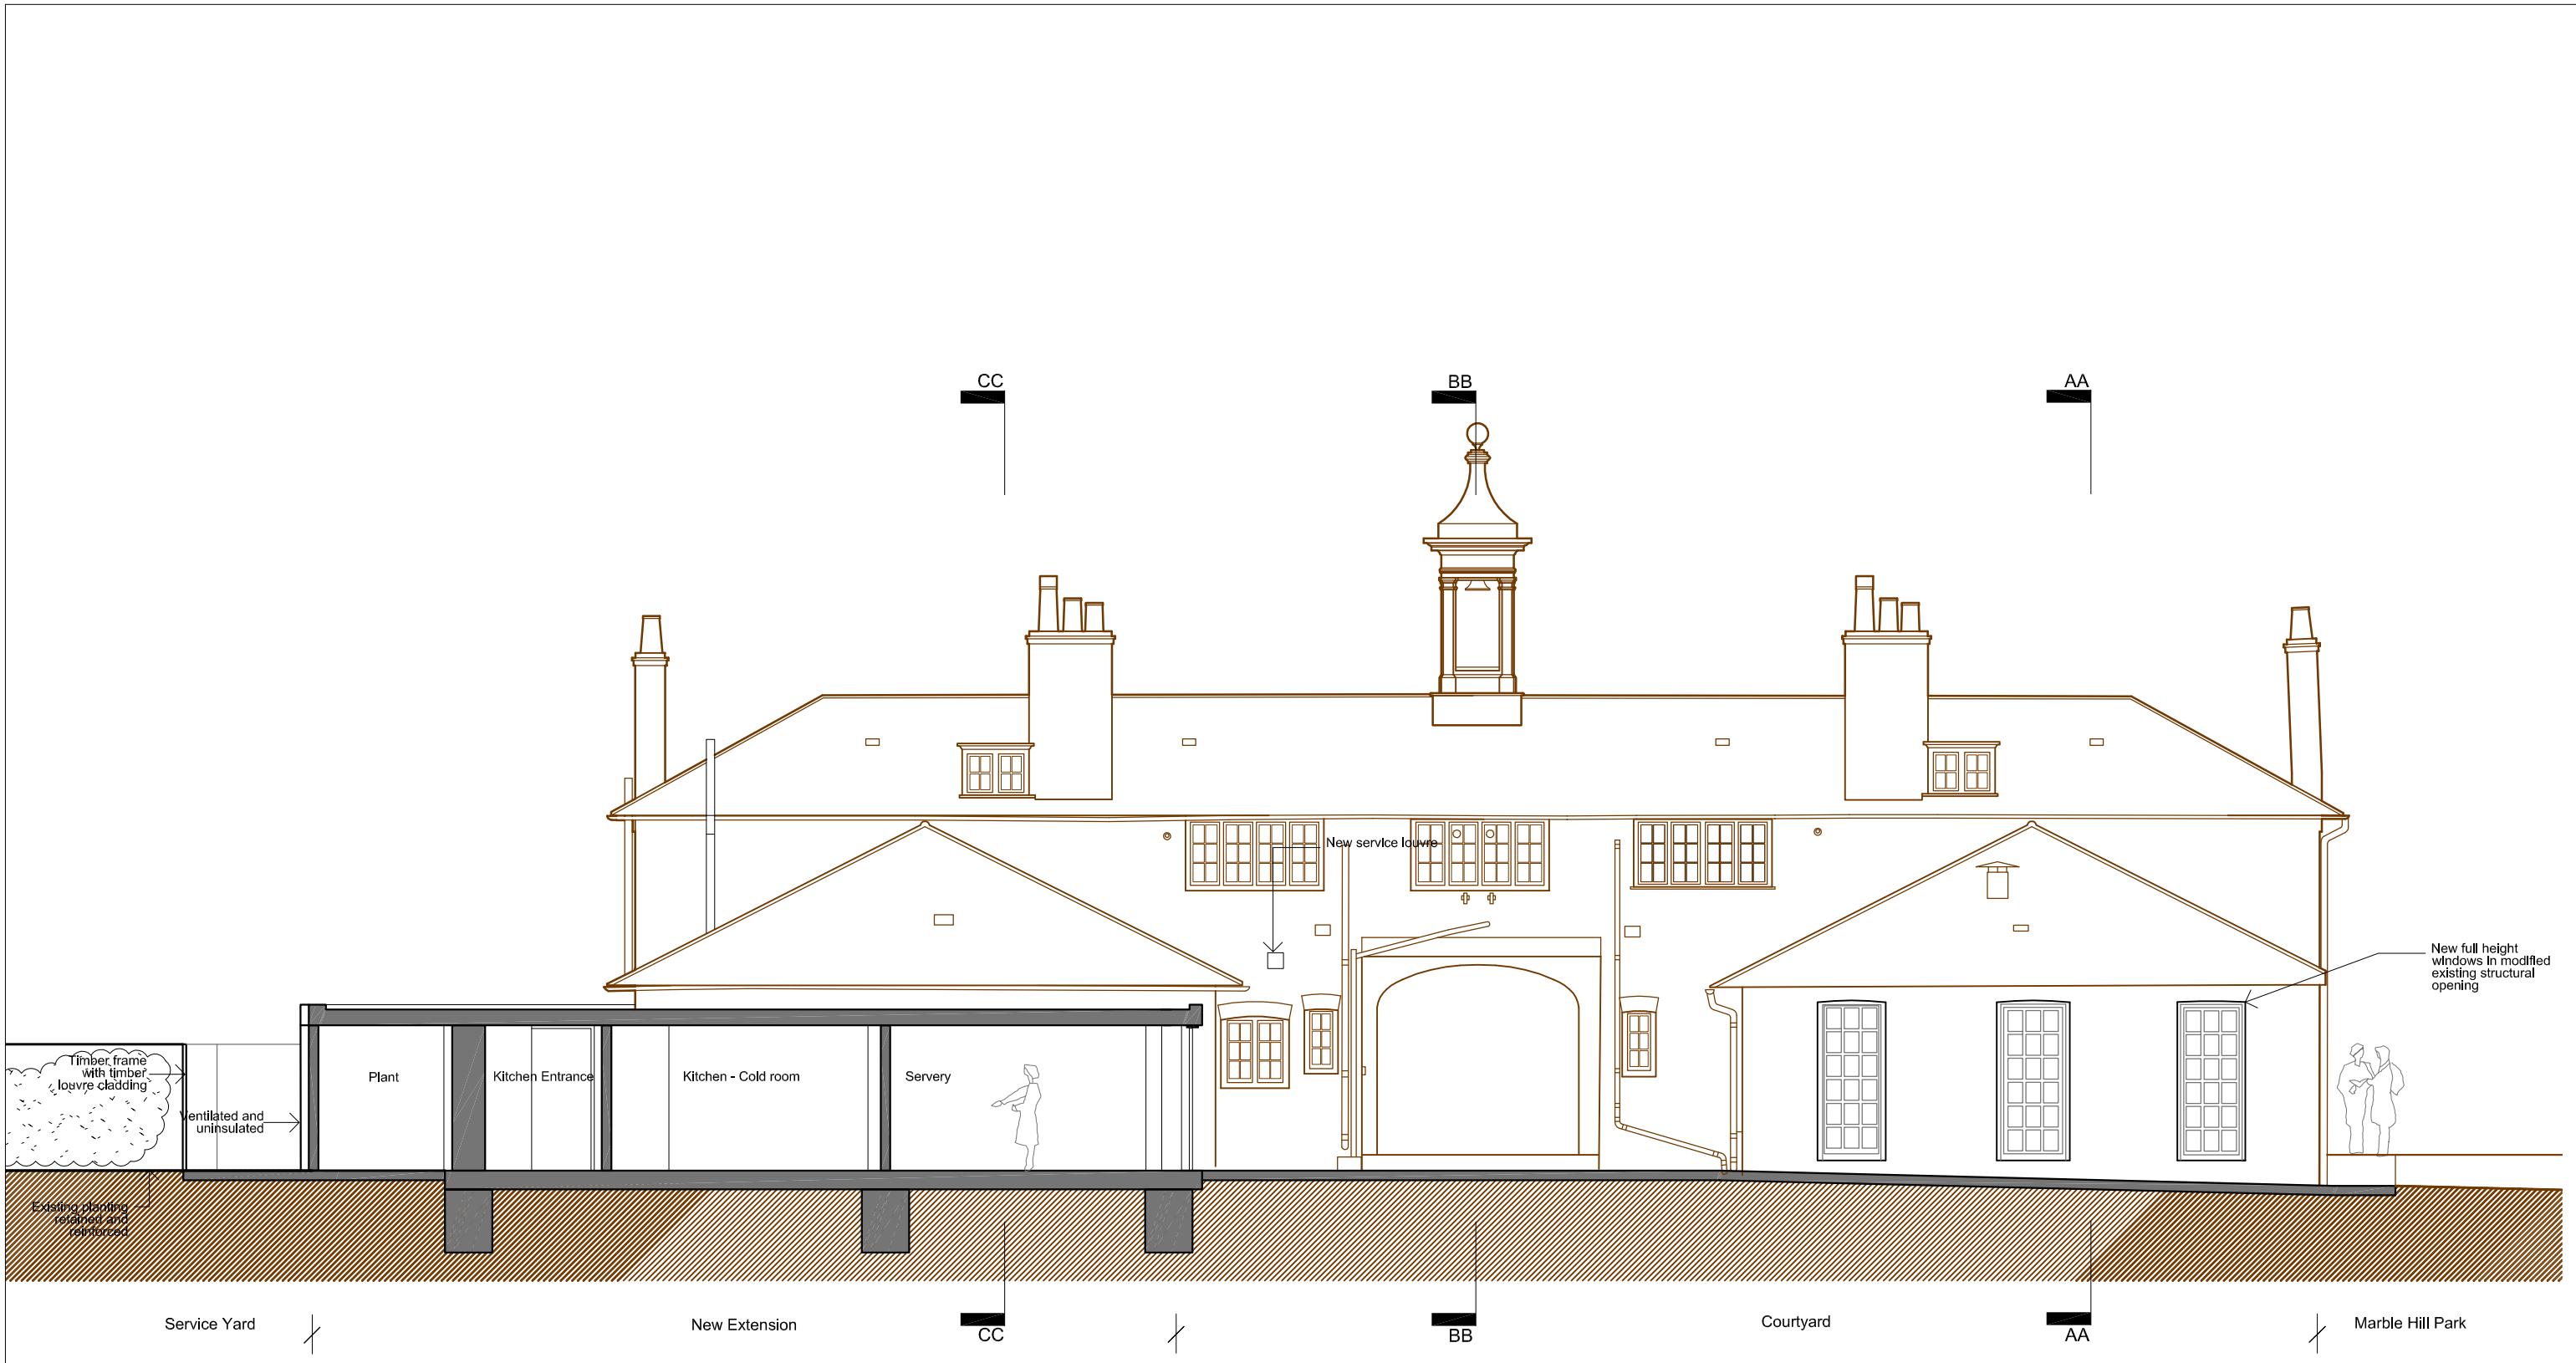 CC
BB
AA
New service louvre
New full height
windows in modified
existing structural
opening
Timber frame
with timber
louvre cladding
Plant
Kitchen Entrance
Kitchen - Cold room
Servery
Ventilated and
uninsulated
Existing planting
retained and
reinforced
Service Yard
New Extension
CC
BB
Courtyard
AA
Marble Hill Park